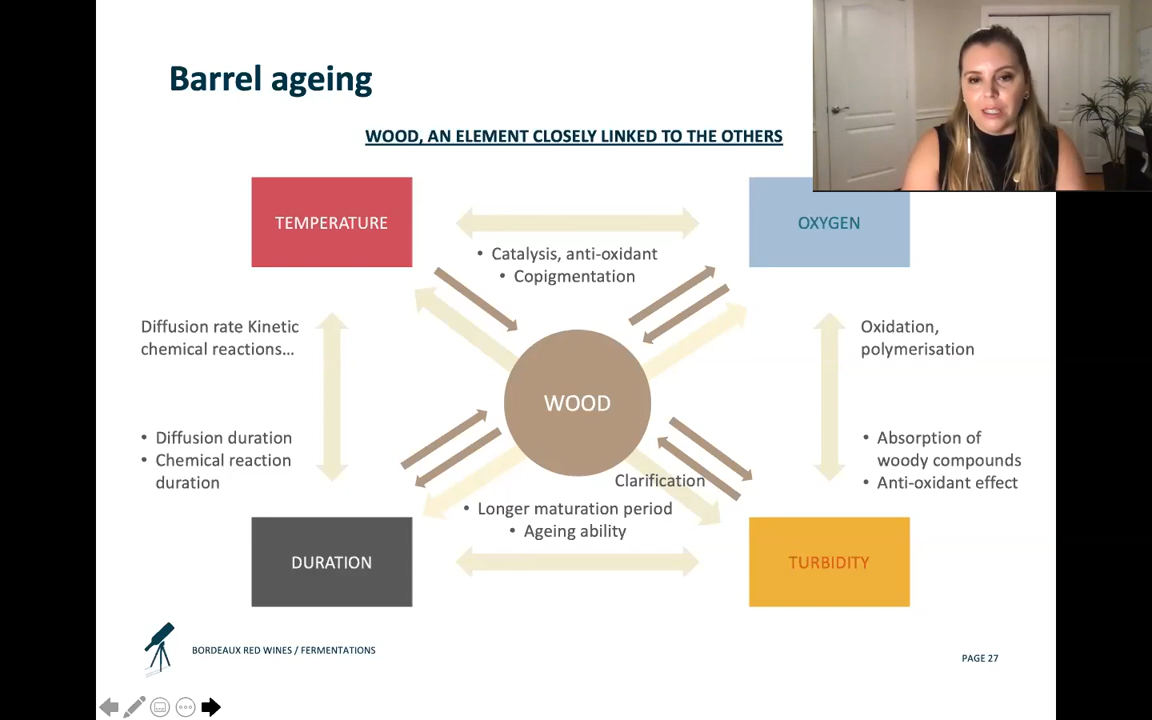 Barrel ageing
WOOD, AN ELEMENT CLOSELY LINKED TO THE OTHERS
TEMPERATURE
OXYGEN
• Catalysis, anti-oxidant
• Copigmentation
Diffusion rate Kinetic
chemical reactions...
Oxidation,
polymerisation
WOOD
• Diffusion duration
• Chemical reaction
duration
• Absorption of
woody compounds
• Anti-oxidant effect
Clarification
• Longer maturation period
• Ageing ability
DURATION
TURBIDITY
BORDEAUX RED WINES / FERMENTATIONS
PAGE 27